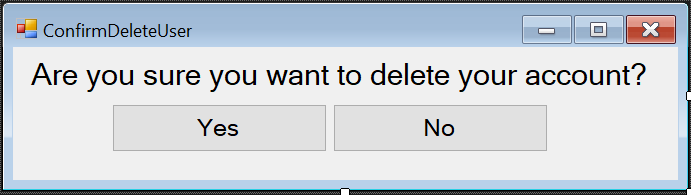 ConfirmDeleteUser
Are you sure you want to delete your account?
Yes No